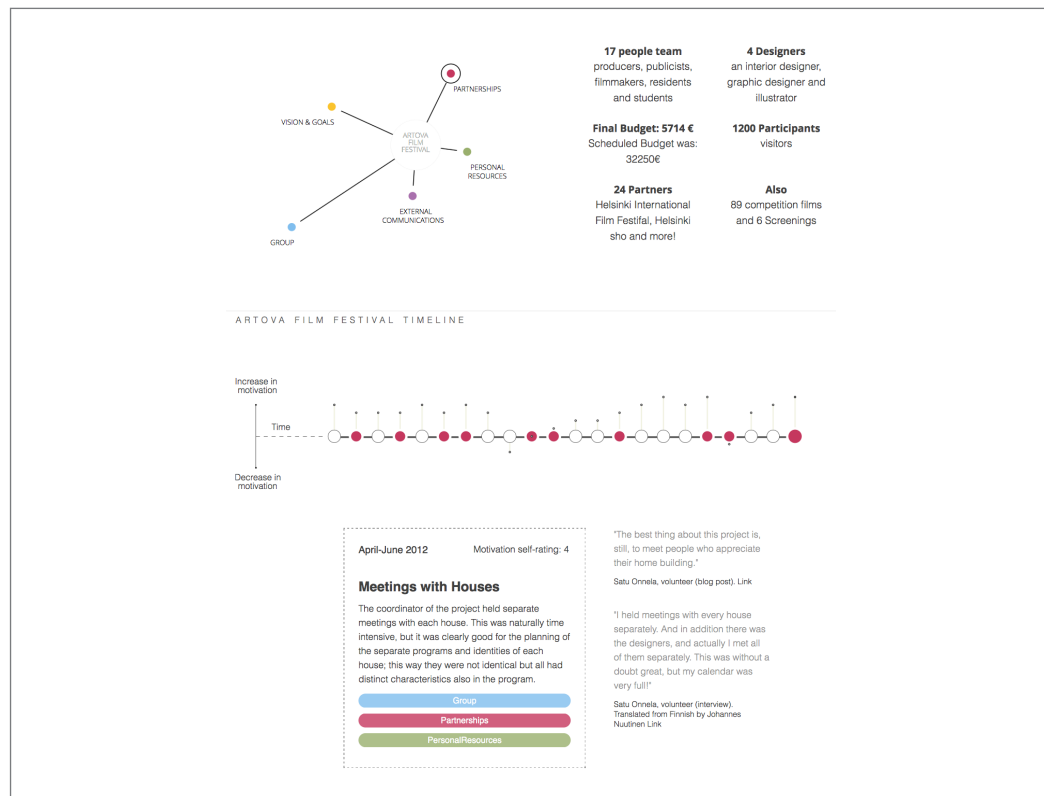 PARTNERSHIPS
VISION & GOALS
ARTOVA
FILM
FESTIVAL
PERSONAL
RESOURCES
EXTERNAL
COMMUNICATIONS
GROUP
17 people team
producers, publicists,
filmmakers, residents
and students
4 Designers
an interior designer,
graphic designer and
illustrator
Final Budget: 5714 €
Scheduled Budget was:
32250€
1200 Participants
visitors
24 Partners
Helsinki International
Film Festifal, Helsinki
sho and more!
Also
89 competition films
and 6 Screenings
ARTOVA FILM FESTIVAL TIMELINE
Increase in
motivation
Time
Decrease in
motivation
April-June 2012
Motivation self-rating: 4
Meetings with Houses
The coordinator of the project held separate
meetings with each house. This was naturally time
intensive, but it was clearly good for the planning of
the separate programs and identities of each
house; this way they were not identical but all had
distinct characteristics also in the program.
Group
Partnerships
PersonalResources
"The best thing about this project is,
still, to meet people who appreciate
their home building."
Satu Onnela, volunteer (blog post). Link
"I held meetings with every house
separately. And in addition there was
the designers, and actually I met all
of them separately. This was without a
doubt great, but my calendar was
very full!"
Satu Onnela, volunteer (interview).
Translated from Finnish by Johannes
Nuutinen Link